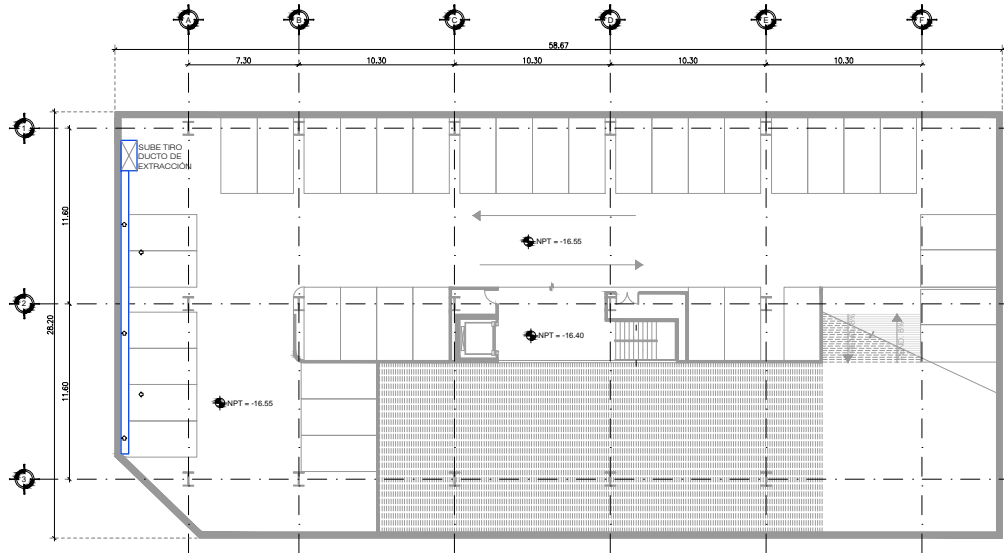 A
B
C
D
E
F
58.67
7.30
10.30
10.30
10.30
10.30
1
SUBE TIRO
DUCTO DE
EXTRACCIÓN
11.60
NPT = -16.55
2
28.20
NPT = -16.40
11.60
NPT = -16.55
3